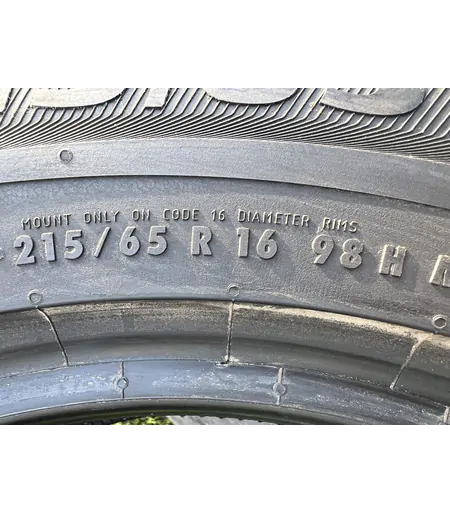 MOUNT ONLY ON CODE 16 DIAMETER RIMS
215/65 R 16 98 H